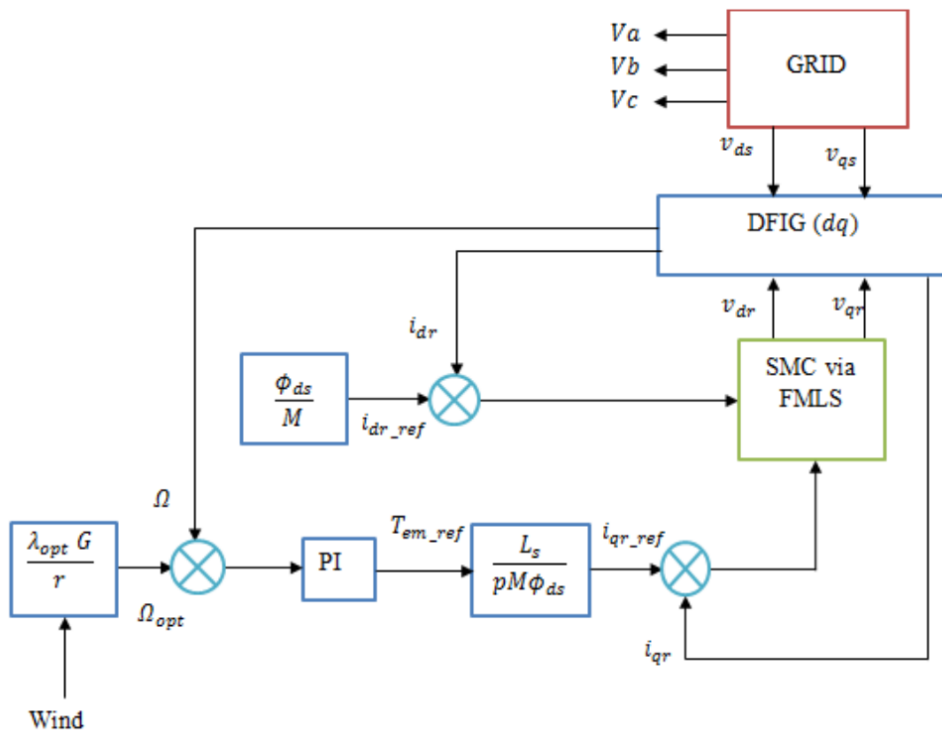 Va
Vb
Vc
GRID
v_ds
v_qs
DFIG (dq)
i_dr
v_dr
v_qr
ϕ_ds
M
i_dr_ref
SMC via
FMLS
Ω
λ_opt G
r
Ω_opt
PI
T_em_ref
L_s
pMϕ_ds
i_qr_ref
i_qr
Wind